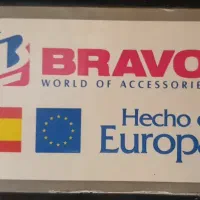 B BRAVO
WORLD OF ACCESSORIE
Hecho e
Europa